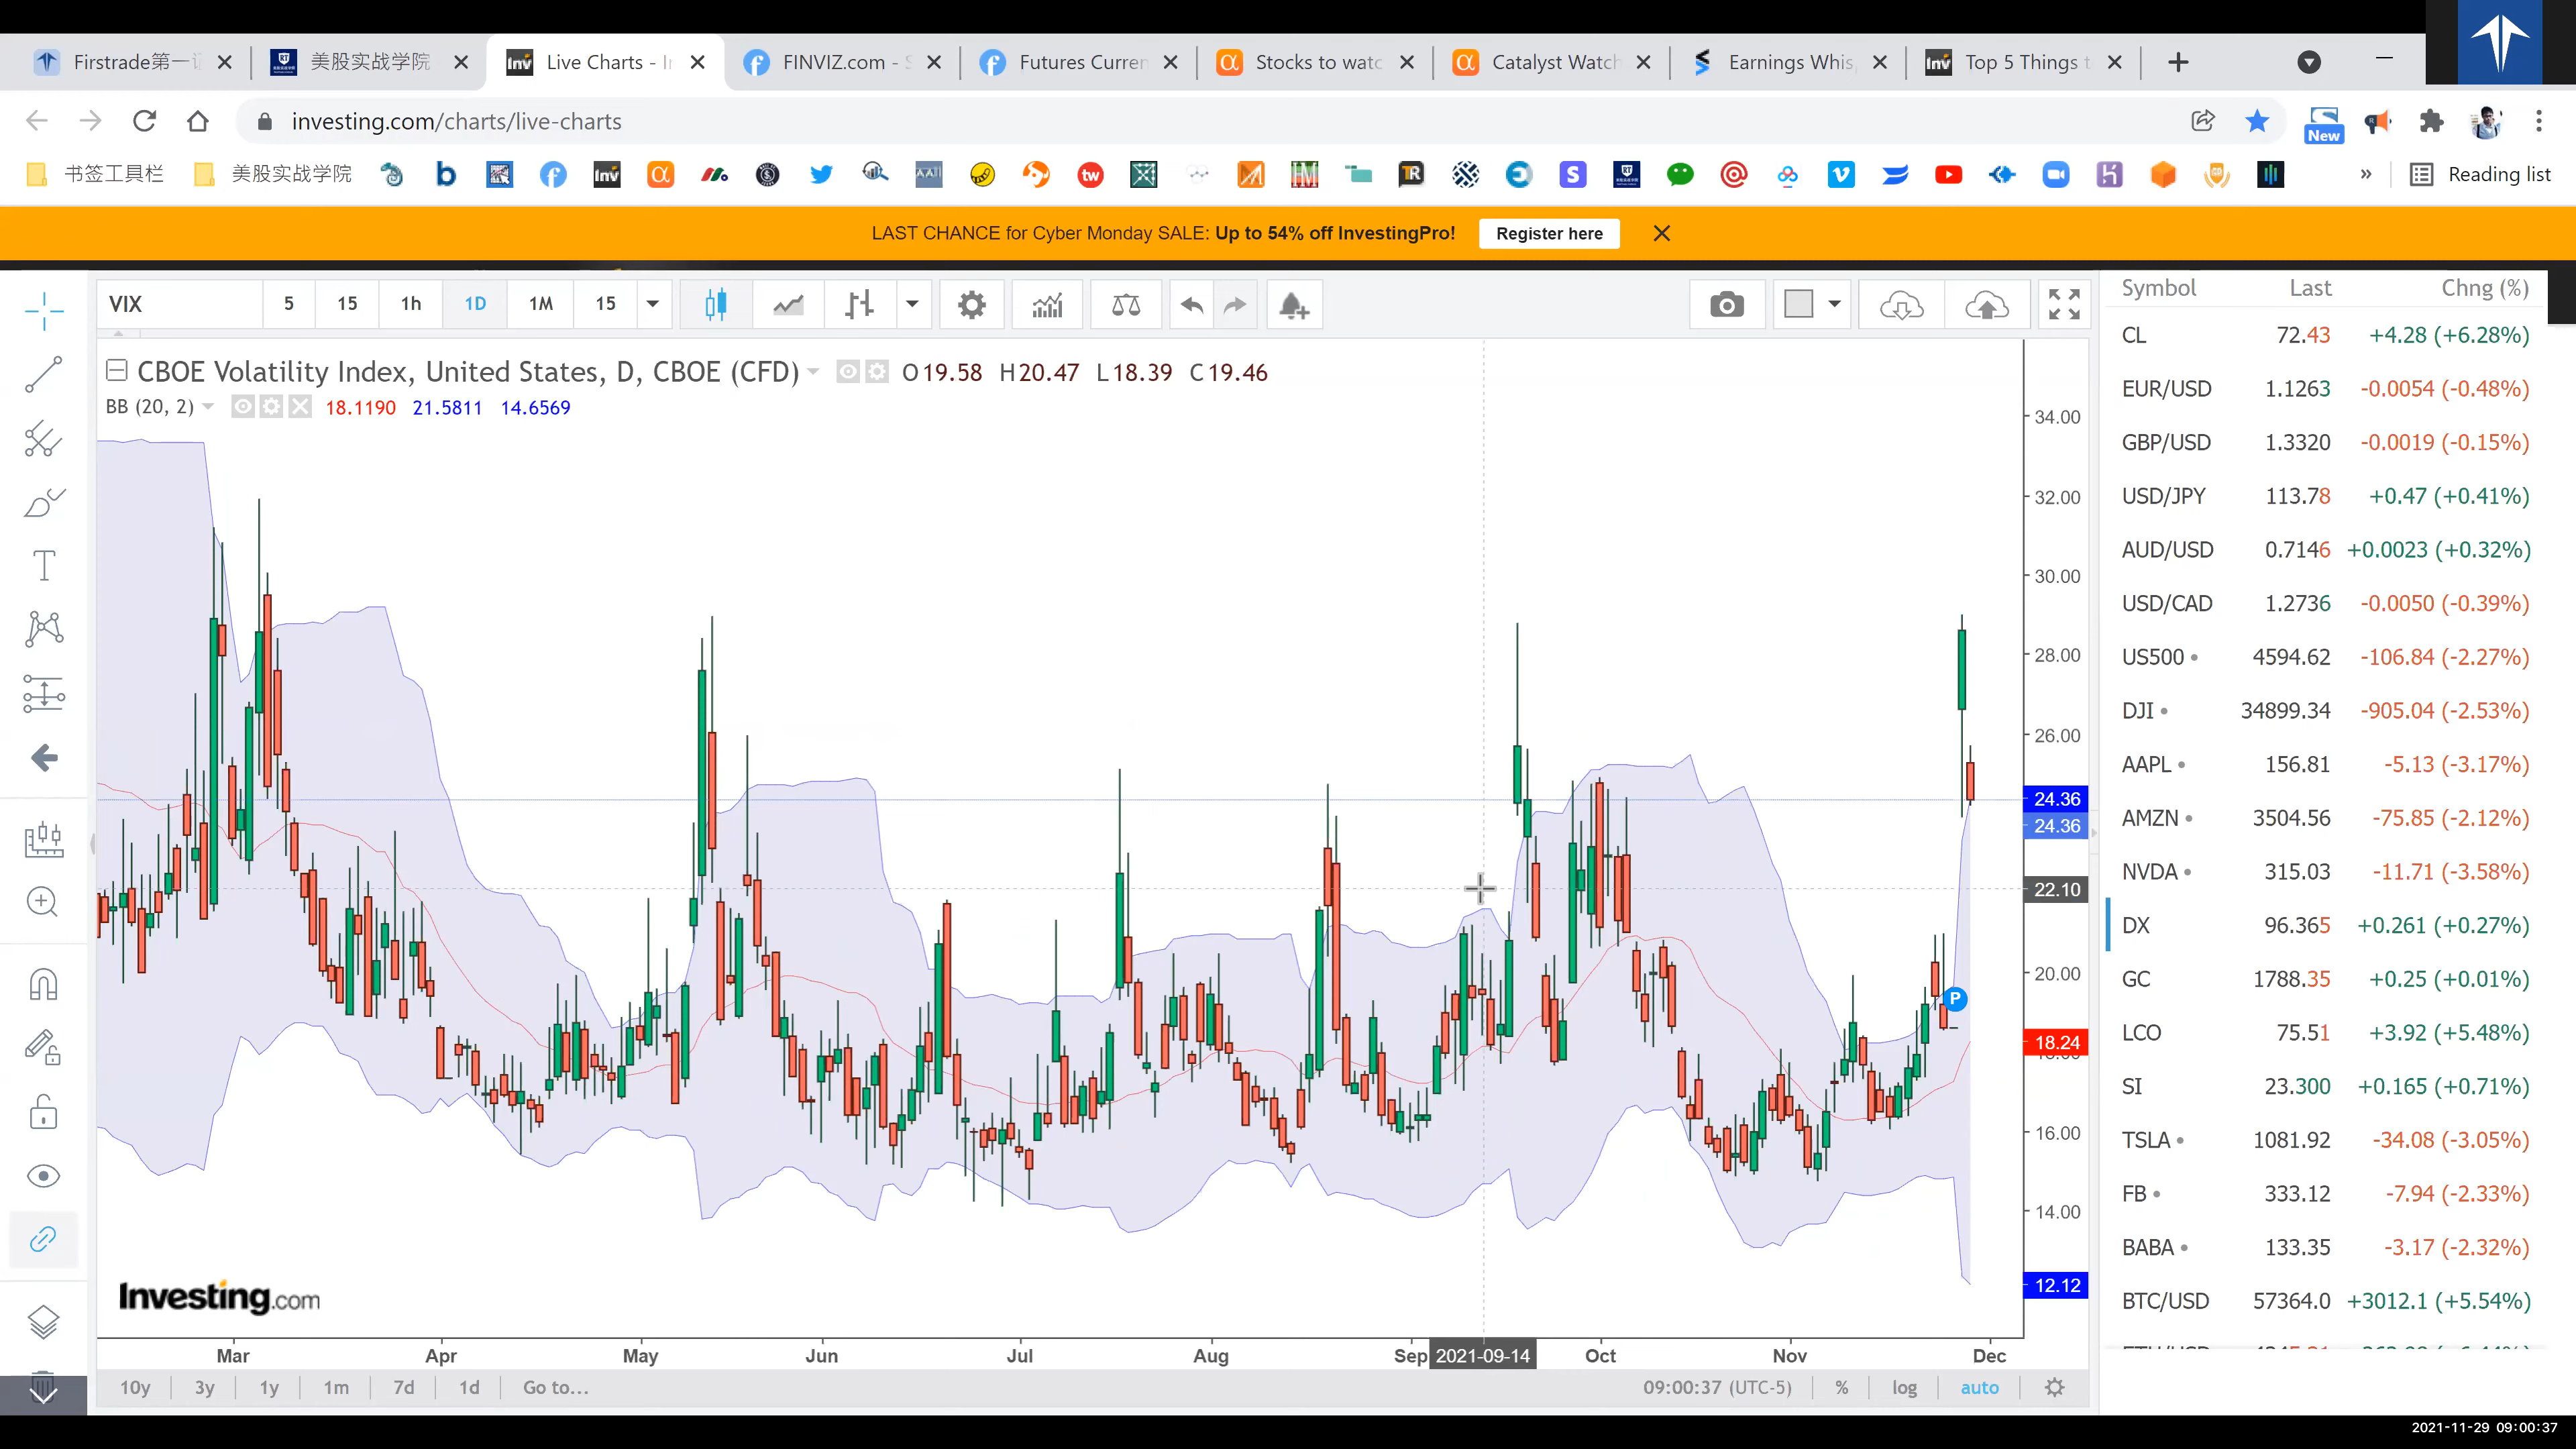 Firstrade第一 美股实战学院 Live Charts - FINVIZ.com - Futures Curren Stocks to watc Catalyst Watch Earnings Whis Top 5 Things t
investing.com/charts/live-charts
New
书签工具栏 美股实战学院 Reading list
LAST CHANCE for Cyber Monday SALE: Up to 54% off InvestingPro! Register here
VIX 5 15 1h 1D 1M 15
CBOE Volatility Index, United States, D, CBOE (CFD) O19.58 H20.47 L18.39 C19.46
BB (20, 2) 18.1190 21.5811 14.6569
34.00
32.00
30.00
28.00
26.00
24.36
24.36
22.10
20.00
18.24
18.00
16.00
14.00
12.12
P
Investing.com
Mar Apr May Jun Jul Aug Sep 2021-09-14 Oct Nov Dec
10y 3y 1y 1m 7d 1d Go to... 09:00:37 (UTC-5) % log auto
Symbol Last Chng (%)
CL 72.43 +4.28 (+6.28%)
EUR/USD 1.1263 -0.0054 (-0.48%)
GBP/USD 1.3320 -0.0019 (-0.15%)
USD/JPY 113.78 +0.47 (+0.41%)
AUD/USD 0.7146 +0.0023 (+0.32%)
USD/CAD 1.2736 -0.0050 (-0.39%)
US500 4594.62 -106.84 (-2.27%)
DJI 34899.34 -905.04 (-2.53%)
AAPL 156.81 -5.13 (-3.17%)
AMZN 3504.56 -75.85 (-2.12%)
NVDA 315.03 -11.71 (-3.58%)
DX 96.365 +0.261 (+0.27%)
GC 1788.35 +0.25 (+0.01%)
LCO 75.51 +3.92 (+5.48%)
SI 23.300 +0.165 (+0.71%)
TSLA 1081.92 -34.08 (-3.05%)
FB 333.12 -7.94 (-2.33%)
BABA 133.35 -3.17 (-2.32%)
BTC/USD 57364.0 +3012.1 (+5.54%)
2021-11-29 09:00:37